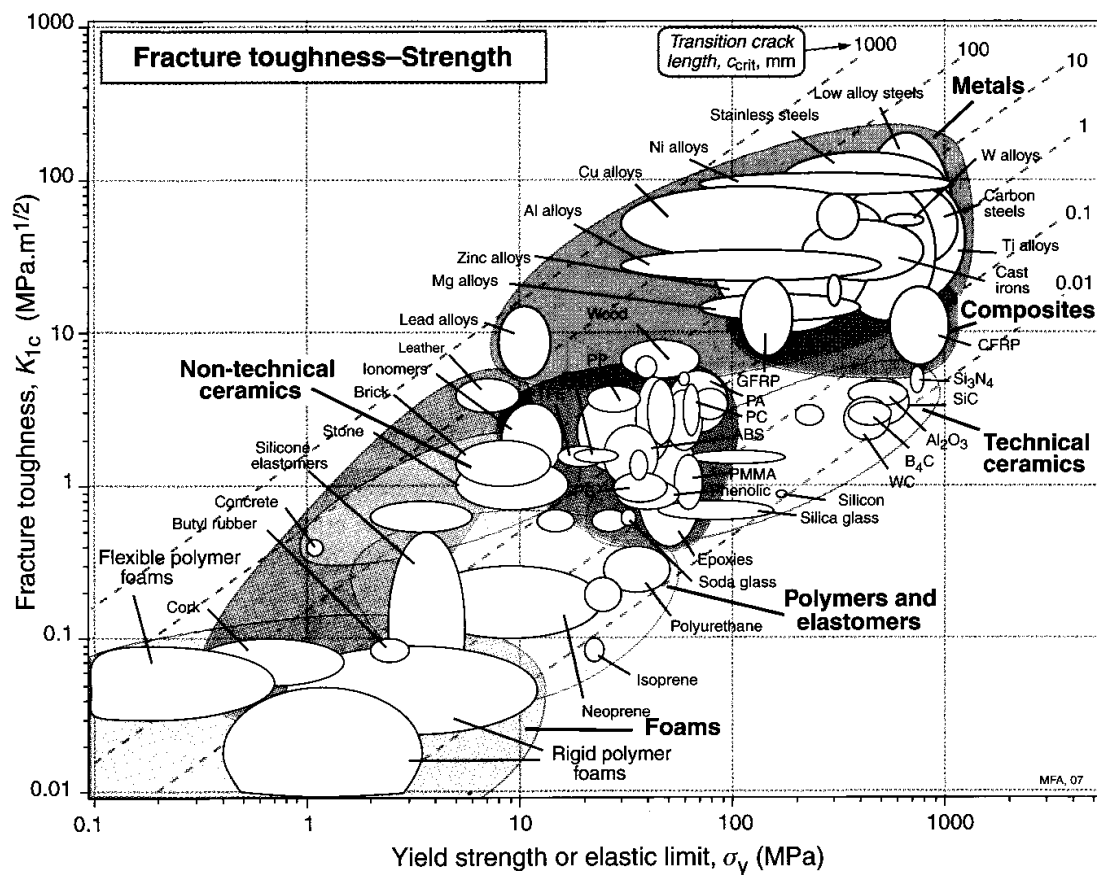 Fracture toughness–Strength
Transition crack
length, c_crit, mm
1000
100
10
1
0.1
0.01
Metals
Low alloy steels
Stainless steels
Ni alloys
W alloys
Cu alloys
Carbon
steels
Al alloys
Ti alloys
Zinc alloys
Cast
irons
Mg alloys
Composites
Lead alloys
Wood
CFRP
Leather
PP
GFRP
Non-technical
ceramics
Ionomers
Brick
PA
PC
Si3N4
SiC
Stone
ABS
Al2O3
Technical
ceramics
Silicone
elastomers
B4C
WC
PMMA
Phenolic
Concrete
Silicon
Butyl rubber
Silica glass
Flexible polymer
foams
Epoxies
Soda glass
Cork
Polymers and
elastomers
Polyurethane
Isoprene
Neoprene
Foams
Rigid polymer
foams
MFA, 07
Fracture toughness, K1c (MPa.m^1/2)
1000
100
10
1
0.1
0.01
0.1
1
10
100
1000
Yield strength or elastic limit, σy (MPa)